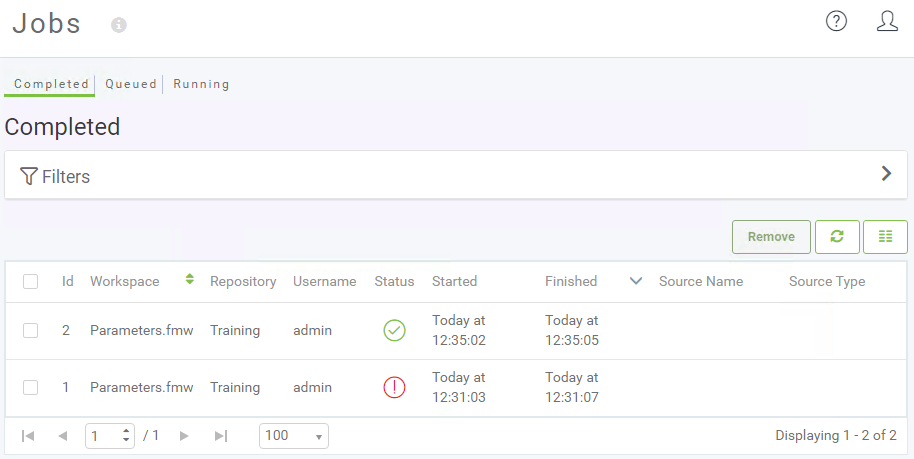 Jobs
Completed Queued Running
Completed
Filters
Remove
Id Workspace Repository Username Status Started Finished Source Name Source Type
2 Parameters.fmw Training admin Today at 12:35:02 Today at 12:35:05
1 Parameters.fmw Training admin Today at 12:31:03 Today at 12:31:07
1 / 1 100 Displaying 1 - 2 of 2